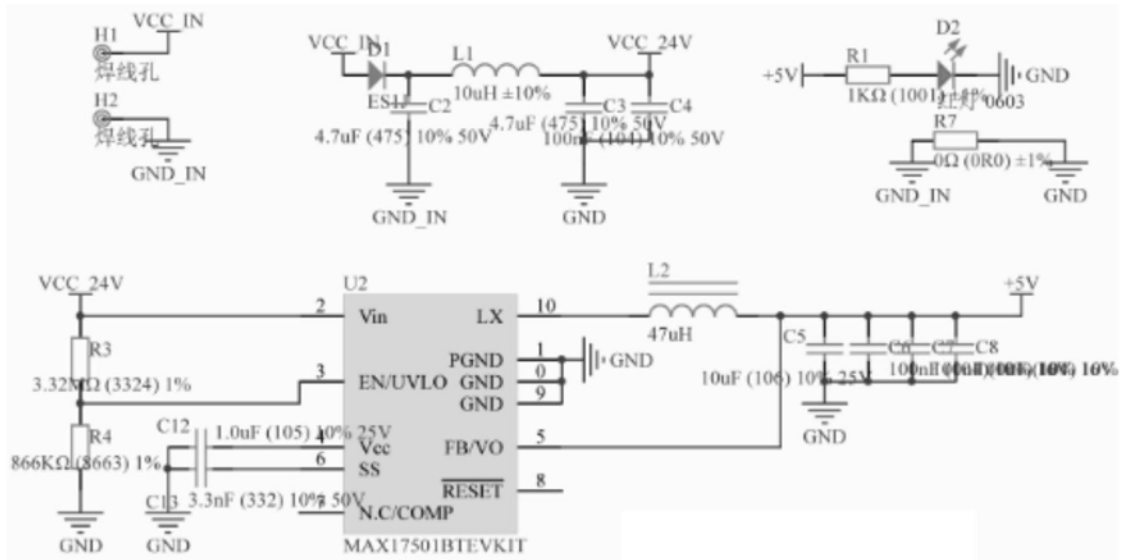 H1
VCC_IN
焊线孔
H2
焊线孔
GND_IN
VCC_IN
D1
ES1J
L1
10uH ±10%
VCC_24V
C2
4.7uF (475) 10% 50V
C3
4.7uF (475) 10% 50V
C4
100nF (104) 10% 50V
GND_IN
GND
D2
+5V
R1
GND
1KΩ (1001) ±1%
红灯 0603
R7
0Ω (0R0) ±1%
GND_IN
GND
VCC_24V
R3
3.32MΩ (3324) 1%
R4
866KΩ (8663) 1%
GND
C12
1.0uF (105) 10% 25V
C13
3.3nF (332) 10% 50V
GND
U2
2
Vin
3
EN/UVLO
4
Vcc
6
SS
7
N.C/COMP
LX
10
PGND
1
GND
0
GND
9
FB/VO
5
RESET
8
MAX17501BTEVKIT
GND
L2
47uH
+5V
C5
10uF (106) 10% 25V
C6
C7
C8
GND